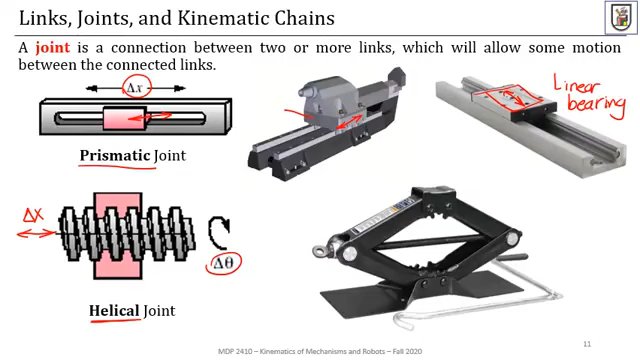 Links, Joints, and Kinematic Chains
A joint is a connection between two or more links, which will allow some motion
between the connected links.
Δx
Linear
bearing
Prismatic Joint
Δx
Δθ
Helical Joint
11
MDP 2410 – Kinematics of Mechanisms and Robots – Fall 2020